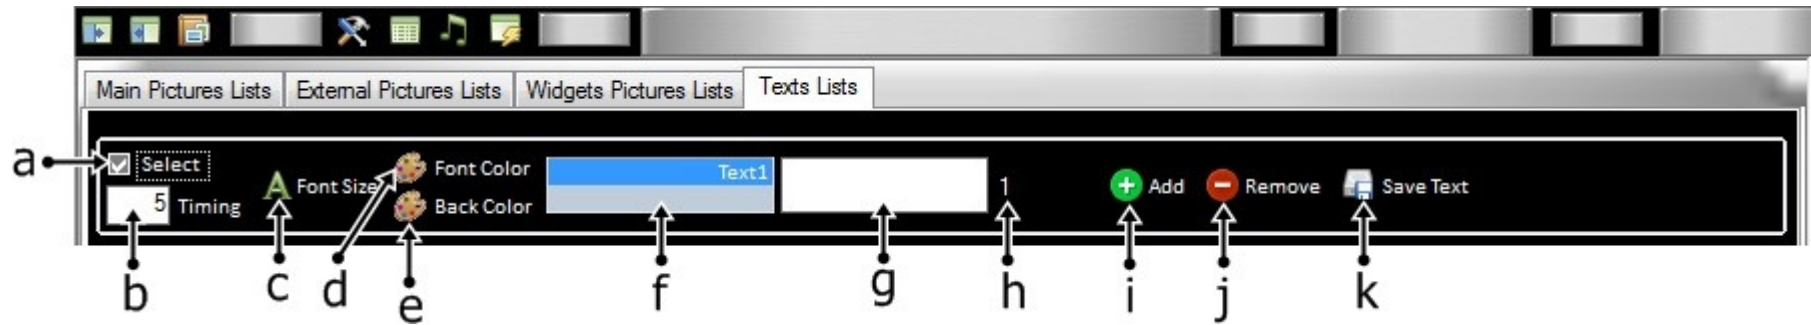 Main Pictures Lists External Pictures Lists Widgets Pictures Lists Texts Lists
a Select Font Color Text1
5 Timing Font Size Back Color 1 Add Remove Save Text
b c d e f g h i j k